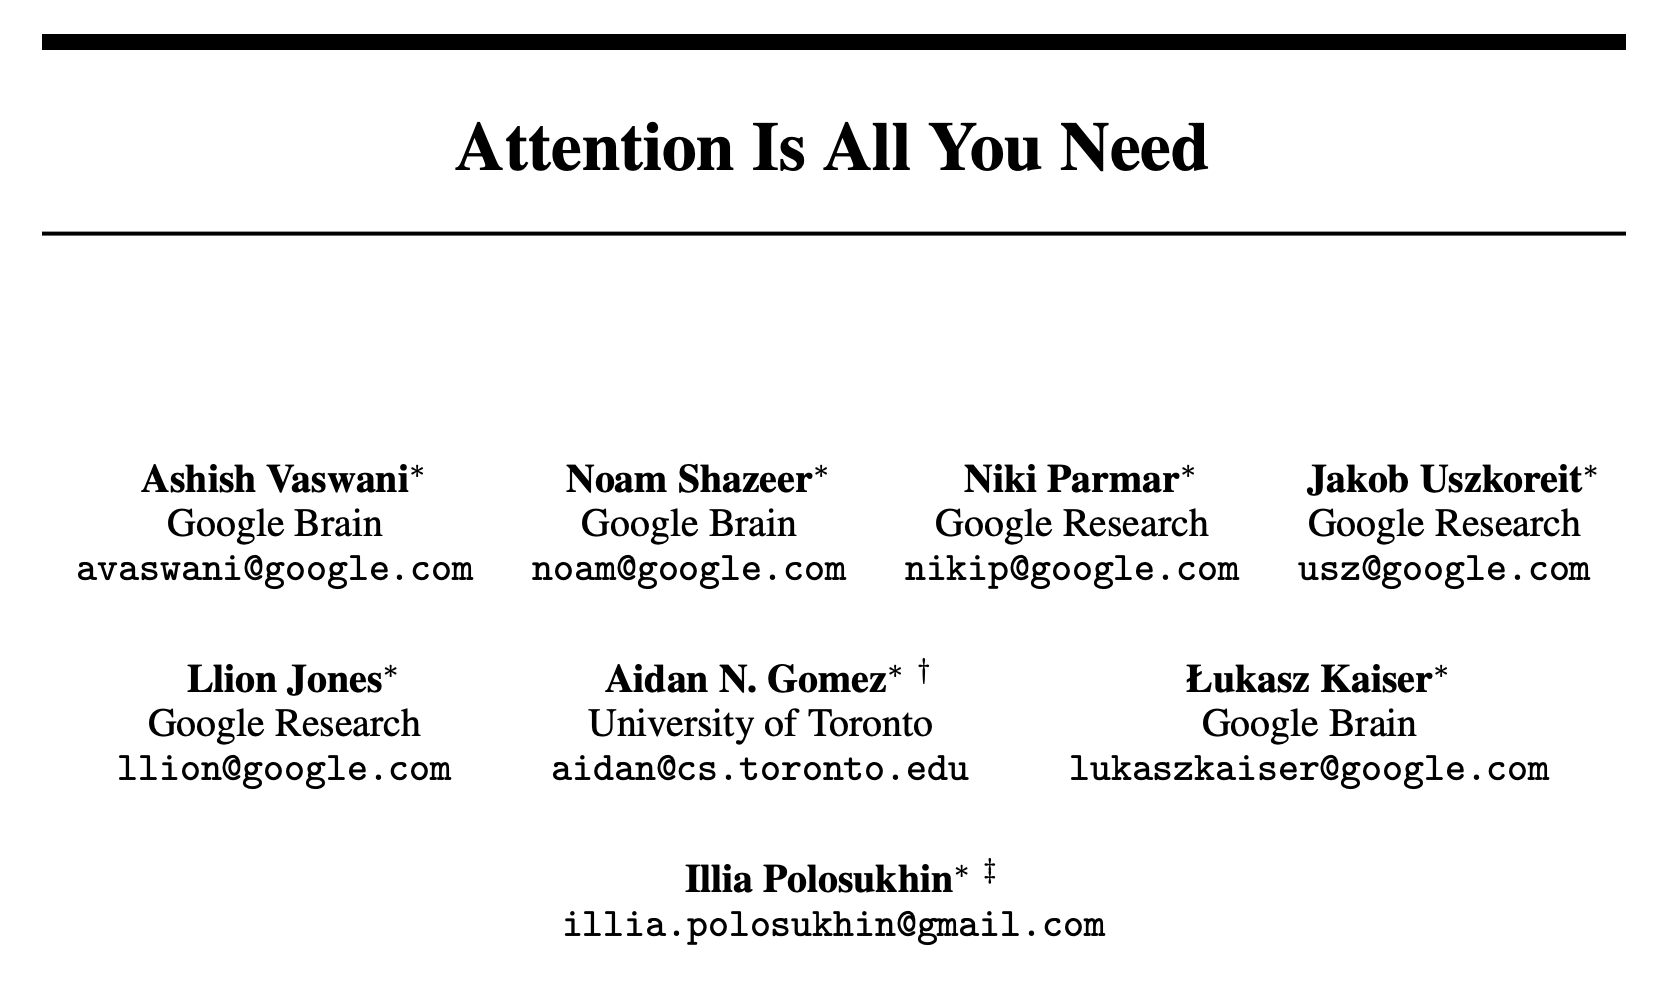 Attention Is All You Need
Ashish Vaswani* Noam Shazeer* Niki Parmar* Jakob Uszkoreit*
Google Brain Google Brain Google Research Google Research
avaswani@google.com noam@google.com nikip@google.com usz@google.com
Llion Jones* Aidan N. Gomez* † Łukasz Kaiser*
Google Research University of Toronto Google Brain
llion@google.com aidan@cs.toronto.edu lukaszkaiser@google.com
Illia Polosukhin* ‡
illia.polosukhin@gmail.com